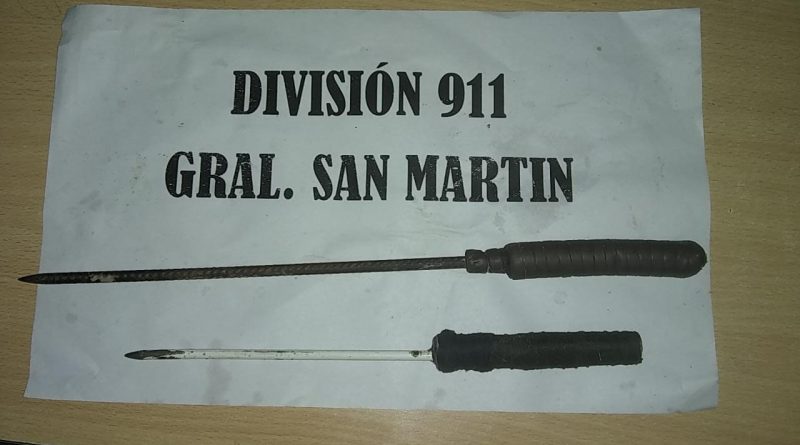 DIVISIÓN 911
GRAL. SAN MARTIN